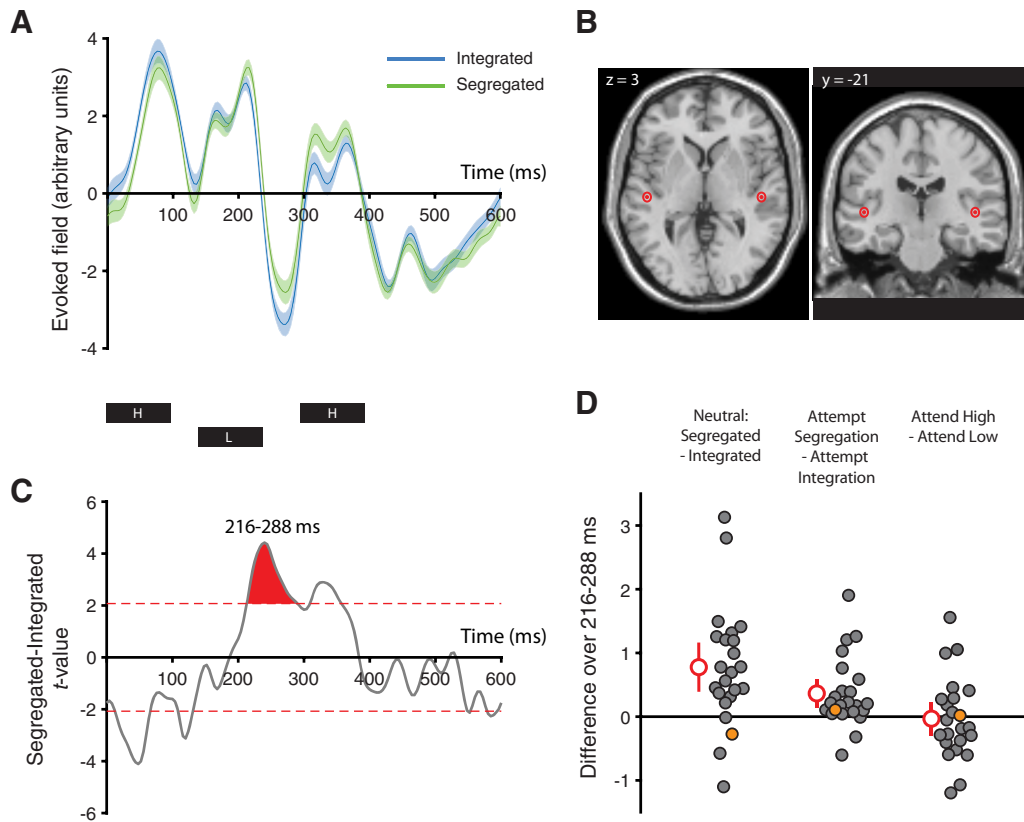 A
Evoked field (arbitrary units)
4
2
0
-2
-4
Integrated
Segregated
Time (ms)
100
200
300
400
500
600
H
L
H
B
z = 3
y = -21
C
Segregated-Integrated
t-value
6
4
2
0
-2
-4
-6
216-288 ms
Time (ms)
100
200
300
400
500
600
D
Neutral:
Segregated
- Integrated
Attempt
Segregation
- Attempt
Integration
Attend High
- Attend Low
Difference over 216-288 ms
3
2
1
0
-1